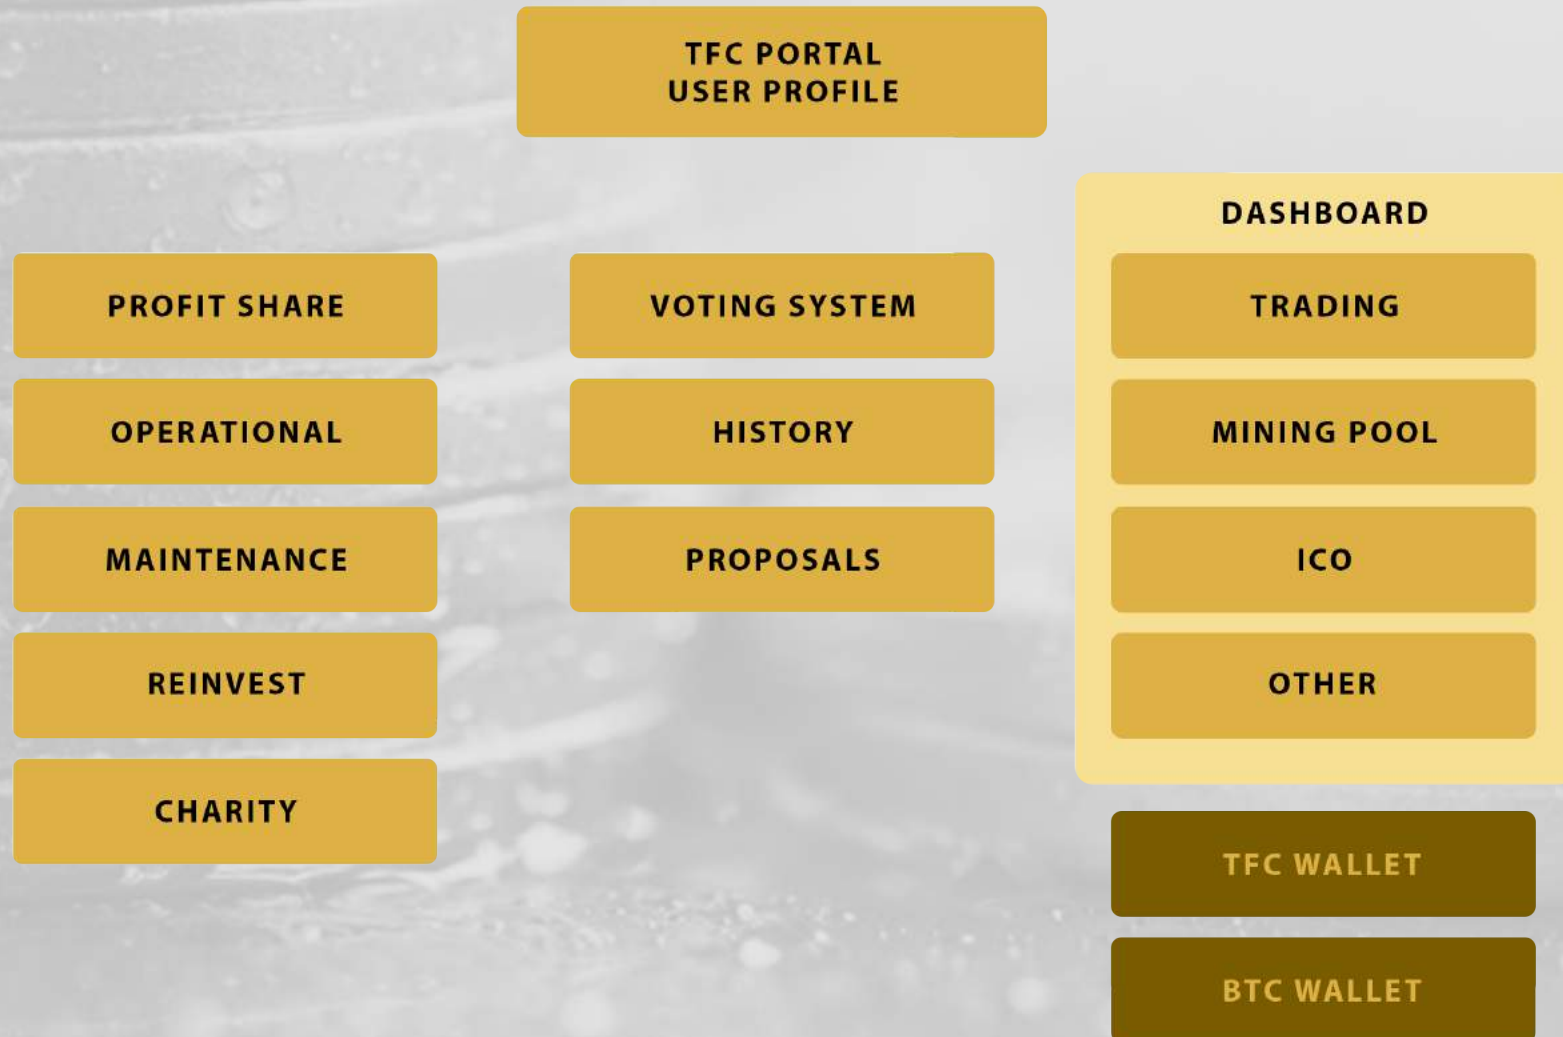 TFC PORTAL
USER PROFILE
PROFIT SHARE
OPERATIONAL
MAINTENANCE
REINVEST
CHARITY
VOTING SYSTEM
HISTORY
PROPOSALS
DASHBOARD
TRADING
MINING POOL
ICO
OTHER
TFC WALLET
BTC WALLET